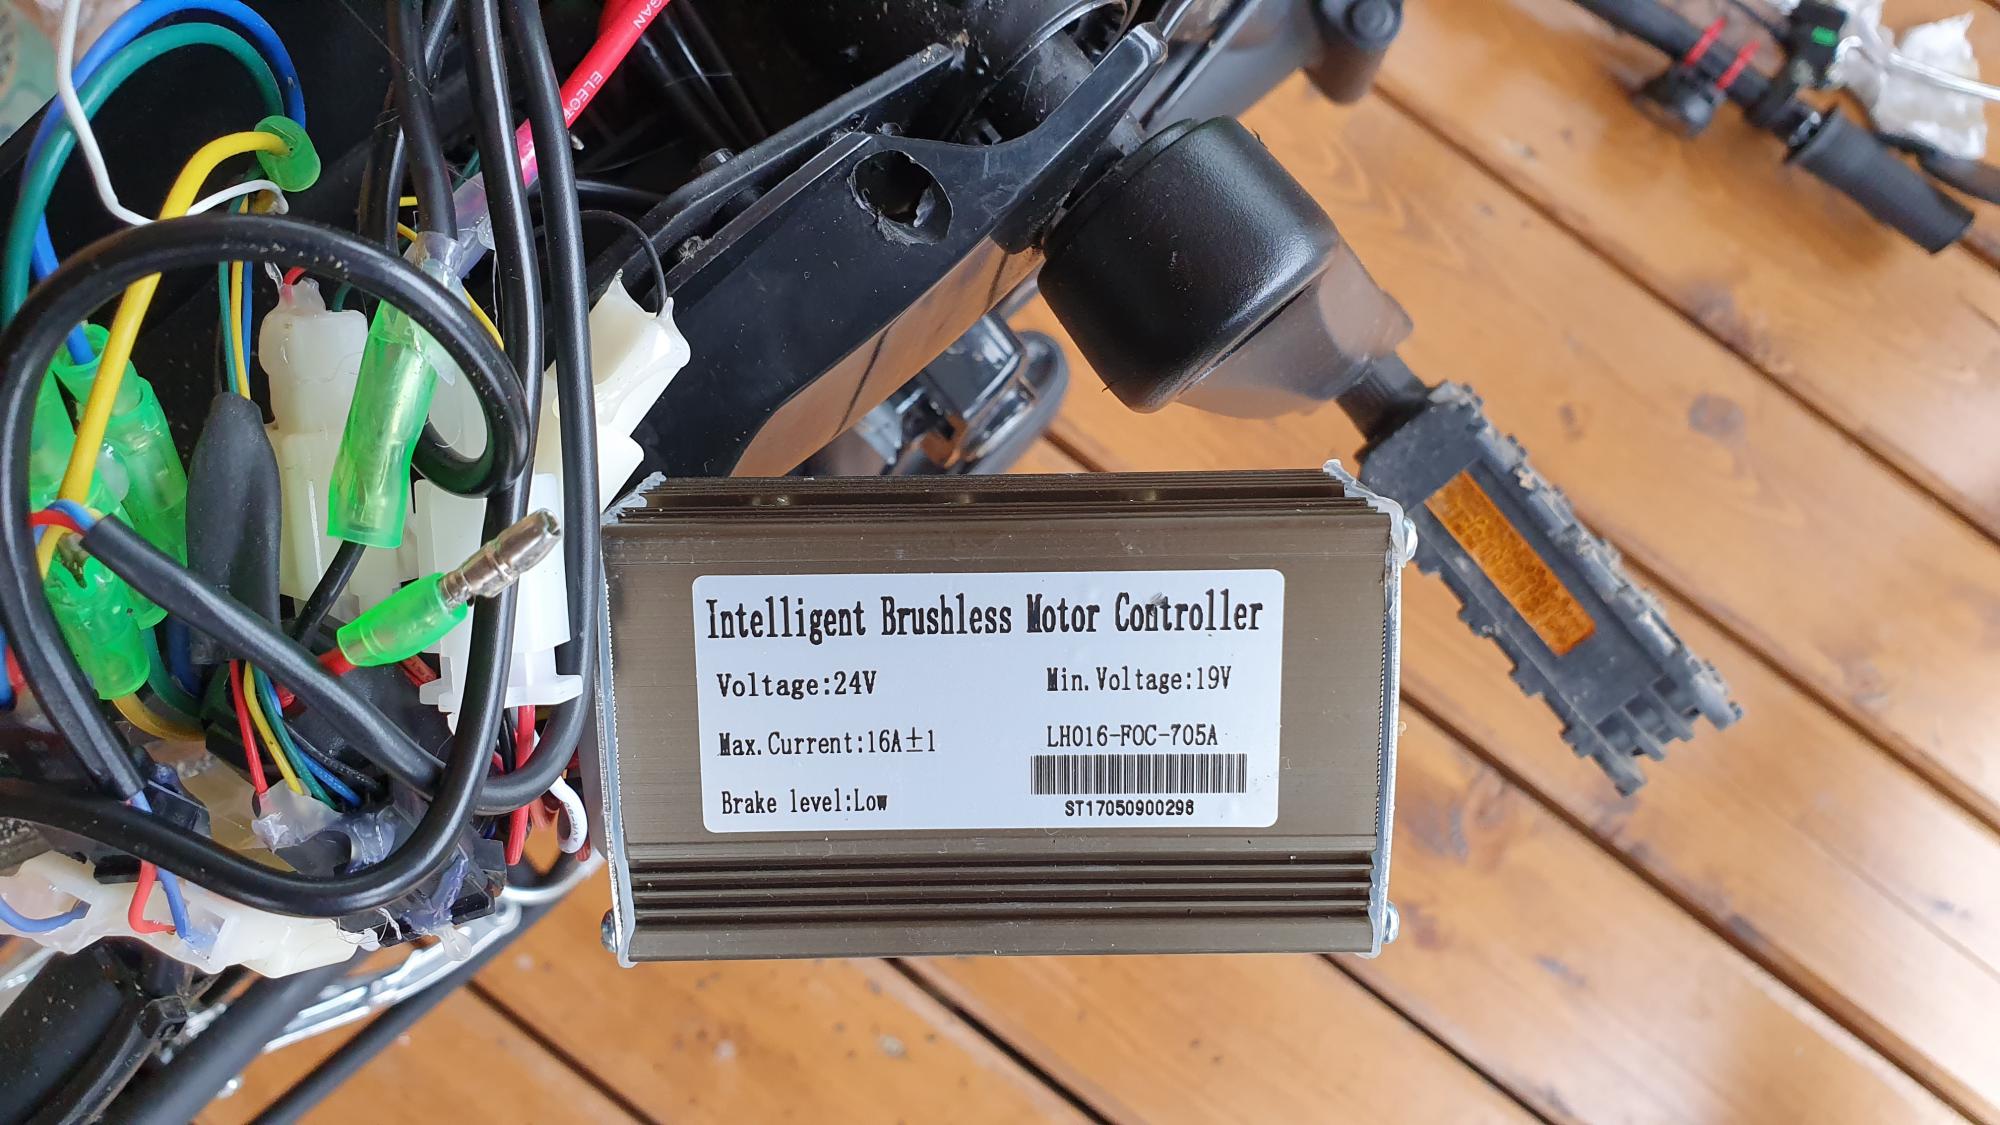 Intelligent Brushless Motor Controller
Voltage:24V
Min.Voltage:19V
Max.Current:16A±1
LH016-FOC-705A
Brake level:Low
ST17050900298